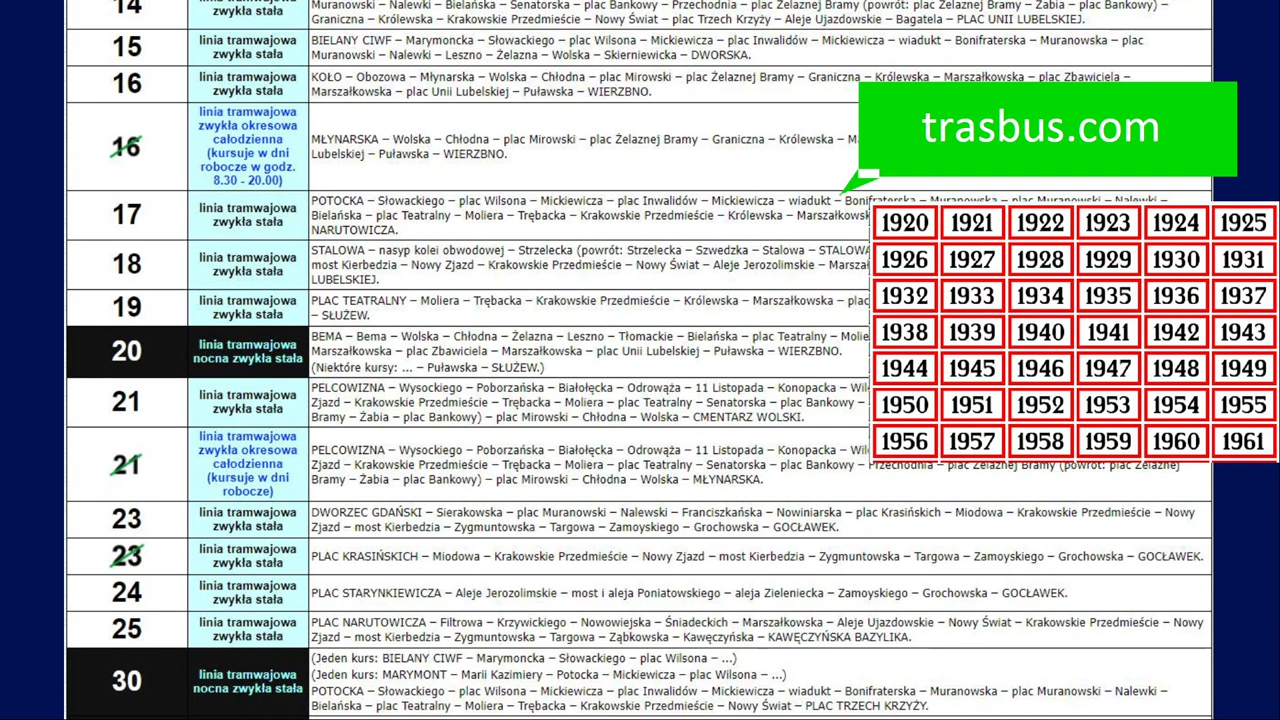 14
linia tramwajowa
zwykła stała
Muranowski – Nalewki – Bielańska – Senatorska – plac Bankowy – Przechodnia – plac Żelaznej Bramy (powrót: plac Żelaznej Bramy – Żabia – plac Bankowy) –
Graniczna – Królewska – Krakowskie Przedmieście – Nowy Świat – plac Trzech Krzyży – Aleje Ujazdowskie – Bagatela – PLAC UNII LUBELSKIEJ.
15
linia tramwajowa
zwykła stała
BIELANY CIWF – Marymoncka – Słowackiego – plac Wilsona – Mickiewicza – plac Inwalidów – Mickiewicza – wiadukt – Bonifraterska – Muranowska – plac
Muranowski – Nalewki – Leszno – Żelazna – Wolska – Skierniewicka – DWORSKA.
16
linia tramwajowa
zwykła stała
KOŁO – Obozowa – Młynarska – Wolska – Chłodna – plac Mirowski – plac Żelaznej Bramy – Graniczna – Królewska – Marszałkowska – plac Zbawiciela –
Marszałkowska – plac Unii Lubelskiej – Puławska – WIERZBNO.
16
linia tramwajowa
zwykła okresowa
całodzienna
(kursuje w dni
robocze w godz.
8.30 - 20.00)
MŁYNARSKA – Wolska – Chłodna – plac Mirowski – plac Żelaznej Bramy – Graniczna – Królewska –
Lubelskiej – Puławska – WIERZBNO.
17
linia tramwajowa
zwykła stała
POTOCKA – Słowackiego – plac Wilsona – Mickiewicza – plac Inwalidów – Mickiewicza – wiadukt – Bonifraterska – Muranowska – plac Muranowski – Nalewki –
Bielańska – plac Teatralny – Moliera – Trębacka – Krakowskie Przedmieście – Królewska –
NARUTOWICZA.
18
linia tramwajowa
zwykła stała
STALOWA – nasyp kolei obwodowej – Strzelecka (powrót: Strzelecka – Szwedzka – Stalowa –
most Kierbedzia – Nowy Zjazd – Krakowskie Przedmieście – Nowy Świat – Aleje Jerozolimskie –
LUBELSKIEJ.
19
linia tramwajowa
zwykła stała
PLAC TEATRALNY – Moliera – Trębacka – Krakowskie Przedmieście – Królewska – Marszałkowska –
– SŁUŻEW.
20
linia tramwajowa
nocna zwykła stała
BEMA – Bema – Wolska – Chłodna – Żelazna – Leszno – Tłomackie – Bielańska – plac Teatralny –
Marszałkowska – plac Zbawiciela – Marszałkowska – plac Unii Lubelskiej – Puławska – WIERZBNO.
(Niektóre kursy: ... – Puławska – SŁUŻEW.)
21
linia tramwajowa
zwykła stała
PELCOWIZNA – Wysockiego – Poborzańska – Białołęcka – Odrowąża – 11 Listopada – Konopacka –
Zjazd – Krakowskie Przedmieście – Trębacka – Moliera – plac Teatralny – Senatorska – plac Bankowy –
Bramy – Żabia – plac Bankowy) – plac Mirowski – Chłodna – Wolska – CMENTARZ WOLSKI.
21
linia tramwajowa
zwykła okresowa
całodzienna
(kursuje w dni
robocze)
PELCOWIZNA – Wysockiego – Poborzańska – Białołęcka – Odrowąża – 11 Listopada – Konopacka –
Zjazd – Krakowskie Przedmieście – Trębacka – Moliera – plac Teatralny – Senatorska – plac Bankowy – Przechodnia – plac Żelaznej Bramy (powrót: plac Żelaznej
Bramy – Żabia – plac Bankowy) – plac Mirowski – Chłodna – Wolska – MŁYNARSKA.
23
linia tramwajowa
zwykła stała
DWORZEC GDAŃSKI – Sierakowska – plac Muranowski – Nalewki – Franciszkańska – Nowiniarska – plac Krasińskich – Miodowa – Krakowskie Przedmieście – Nowy
Zjazd – most Kierbedzia – Zygmuntowska – Targowa – Zamoyskiego – Grochowska – GOCŁAWEK.
23
linia tramwajowa
zwykła stała
PLAC KRASIŃSKICH – Miodowa – Krakowskie Przedmieście – Nowy Zjazd – most Kierbedzia – Zygmuntowska – Targowa – Zamoyskiego – Grochowska – GOCŁAWEK.
24
linia tramwajowa
zwykła stała
PLAC STARYNKIEWICZA – Aleje Jerozolimskie – most i aleja Poniatowskiego – aleja Zieleniecka – Zamoyskiego – Grochowska – GOCŁAWEK.
25
linia tramwajowa
zwykła stała
PLAC NARUTOWICZA – Filtrowa – Krzywickiego – Nowowiejska – Śniadeckich – Marszałkowska – Aleje Ujazdowskie – Nowy Świat – Krakowskie Przedmieście – Nowy
Zjazd – most Kierbedzia – Zygmuntowska – Targowa – Ząbkowska – Kawęczyńska – KAWĘCZYŃSKA BAZYLIKA.
30
linia tramwajowa
nocna zwykła stała
(Jeden kurs: BIELANY CIWF – Marymoncka – Słowackiego – plac Wilsona – ...)
(Jeden kurs: MARYMONT – Marii Kazimiery – Potocka – Mickiewicza – plac Wilsona – ...)
POTOCKA – Słowackiego – plac Wilsona – Mickiewicza – plac Inwalidów – Mickiewicza – wiadukt – Bonifraterska – Muranowska – plac Muranowski – Nalewki –
Bielańska – plac Teatralny – Moliera – Trębacka – Krakowskie Przedmieście – Nowy Świat – PLAC TRZECH KRZYŻY.
trasbus.com
1920 1921 1922 1923 1924 1925
1926 1927 1928 1929 1930 1931
1932 1933 1934 1935 1936 1937
1938 1939 1940 1941 1942 1943
1944 1945 1946 1947 1948 1949
1950 1951 1952 1953 1954 1955
1956 1957 1958 1959 1960 1961